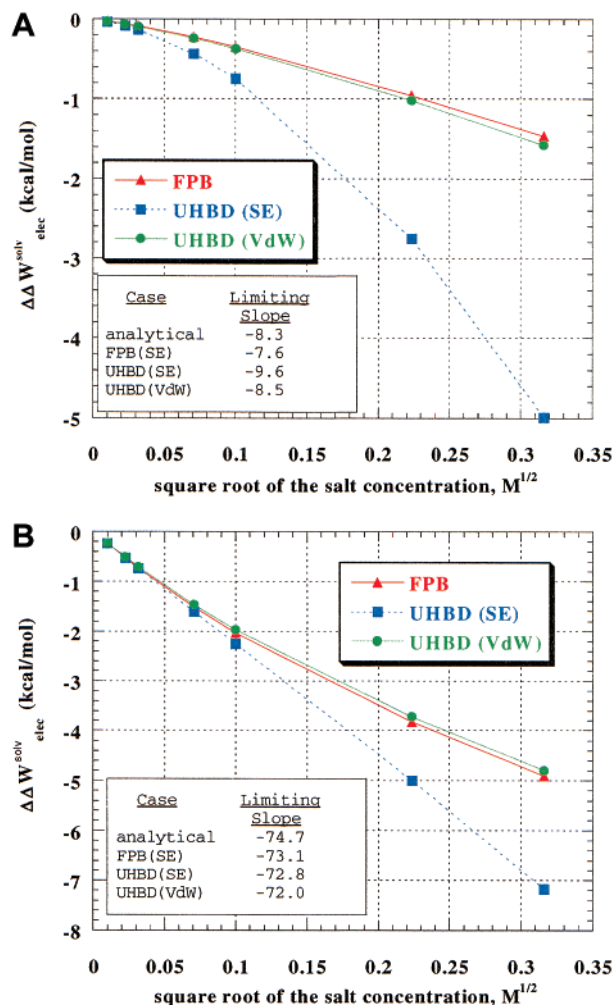 A
0
-1
-2
-3
-4
-5
ΔΔW^solv_elec (kcal/mol)
FPB
UHBD (SE)
UHBD (VdW)
Case Limiting Slope
analytical -8.3
FPB(SE) -7.6
UHBD(SE) -9.6
UHBD(VdW) -8.5
0 0.05 0.1 0.15 0.2 0.25 0.3 0.35
square root of the salt concentration, M^1/2
B
0
-1
-2
-3
-4
-5
-6
-7
-8
ΔΔW^solv_elec (kcal/mol)
FPB
UHBD (SE)
UHBD (VdW)
Case Limiting Slope
analytical -74.7
FPB(SE) -73.1
UHBD(SE) -72.8
UHBD(VdW) -72.0
0 0.05 0.1 0.15 0.2 0.25 0.3 0.35
square root of the salt concentration, M^1/2